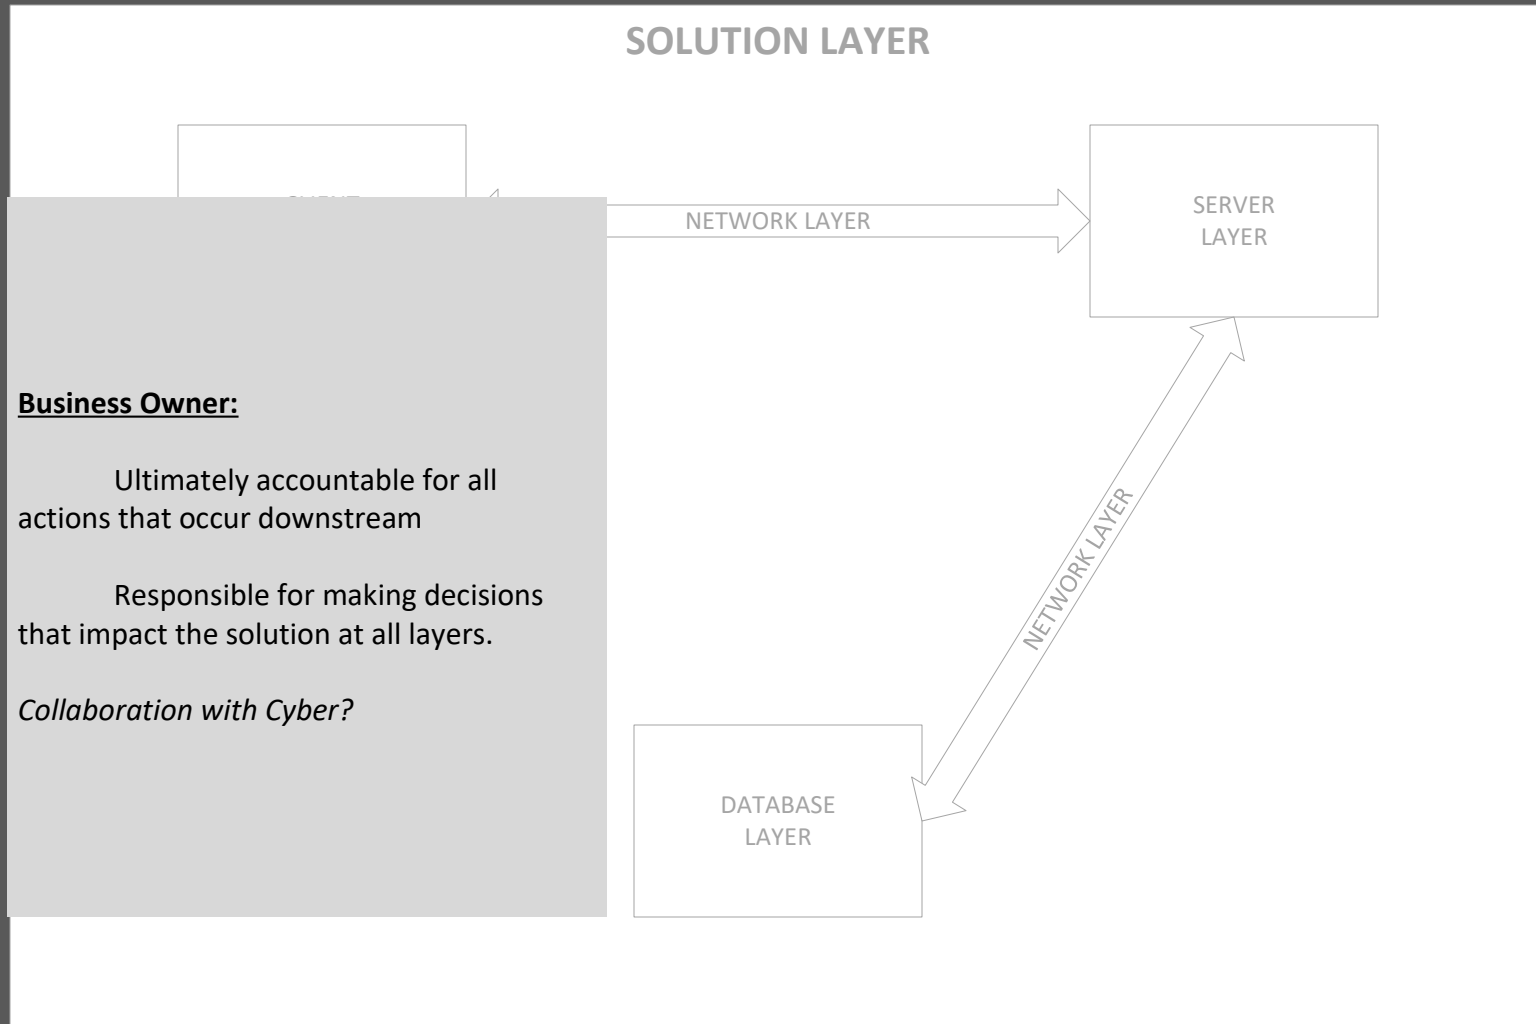 SOLUTION LAYER
NETWORK LAYER
SERVER
LAYER
Business Owner:
Ultimately accountable for all
actions that occur downstream
Responsible for making decisions
that impact the solution at all layers.
Collaboration with Cyber?
NETWORK LAYER
DATABASE
LAYER